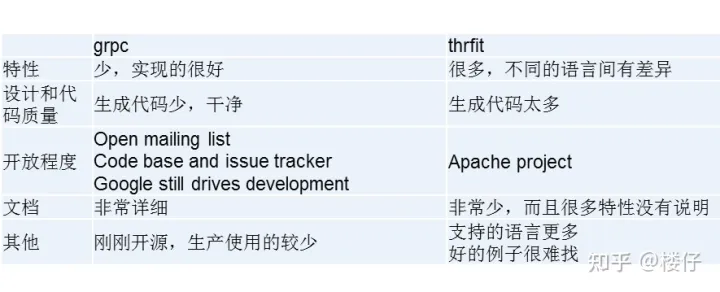 grpc thrfit
特性 少，实现的很好 很多，不同的语言间有差异
设计和代
码质量 生成代码少，干净 生成代码太多
开放程度 Open mailing list
Code base and issue tracker
Google still drives development
Apache project
文档 非常详细 非常少，而且很多特性没有说明
其他 刚刚开源，生产使用的较少 支持的语言更多
好的例子很难找
知乎 @楼仔